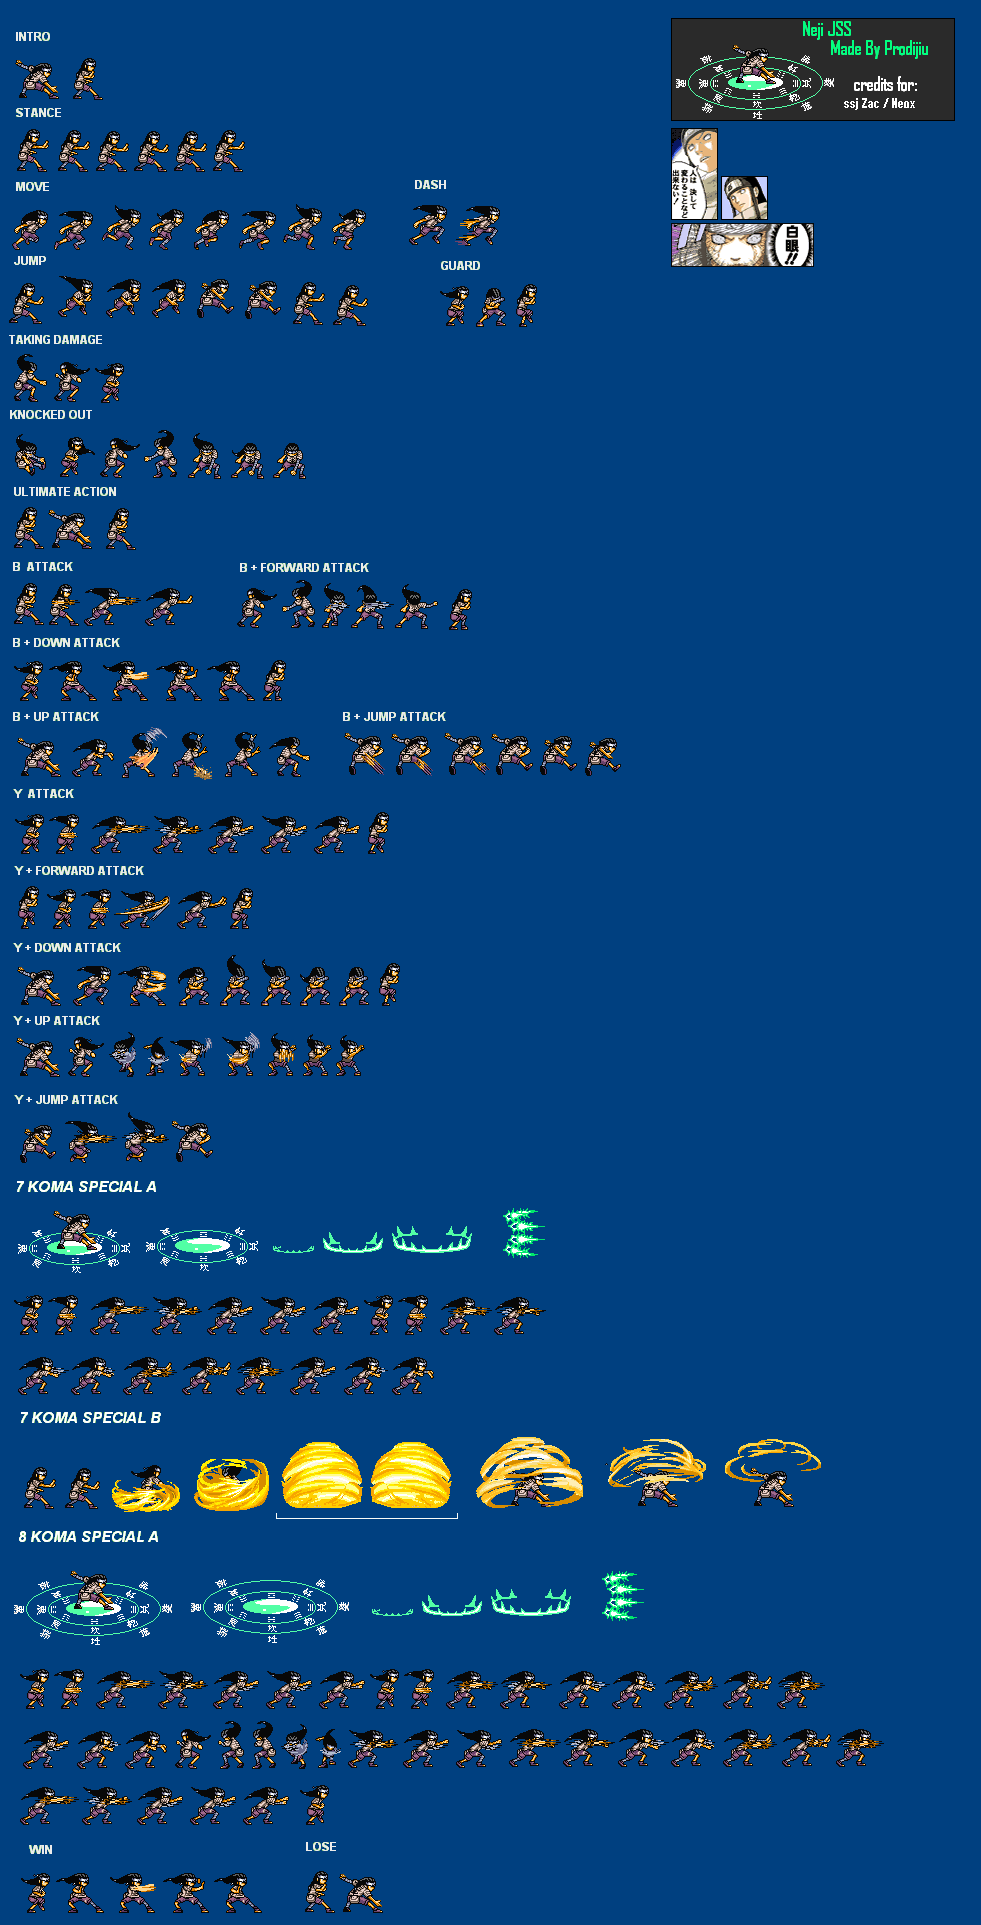 INTRO
Neji JSS
Made By Prodijiu
credits for:
ssj Zac / Neox
STANCE
人は 決して
変わることなど
出来ない!
MOVE
DASH
白眼!!
JUMP
GUARD
TAKING DAMAGE
KNOCKED OUT
ULTIMATE ACTION
B ATTACK
B + FORWARD ATTACK
B + DOWN ATTACK
B + UP ATTACK
B + JUMP ATTACK
Y ATTACK
Y + FORWARD ATTACK
Y + DOWN ATTACK
Y + UP ATTACK
Y + JUMP ATTACK
7 KOMA SPECIAL A
7 KOMA SPECIAL B
8 KOMA SPECIAL A
WIN
LOSE